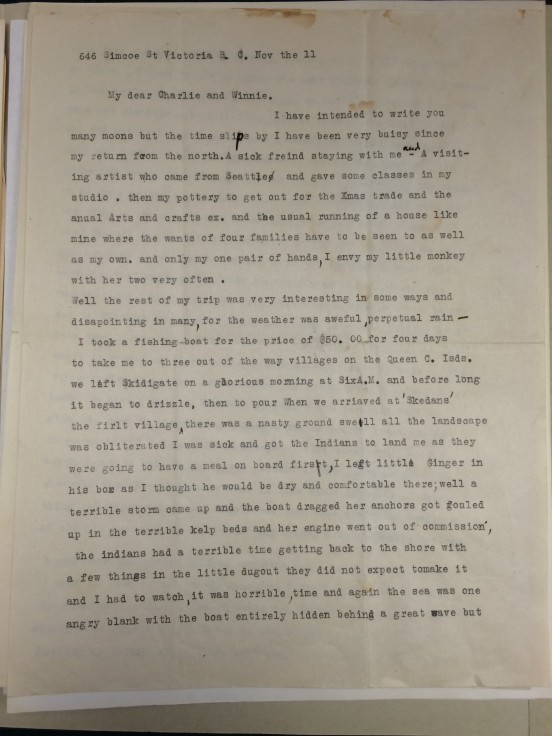 646 Simcoe St Victoria B. C. Nov the 11
My dear Charlie and Winnie.
I have intended to write you
many moons but the time slips by I have been very buisy since
my return from the north. A sick freind staying with me and A visit-
ing artist who came from Seattle and gave some classes in my
studio . then my pottery to get out for the Xmas trade and the
anual Arts and crafts ex. and the usual running of a house like
mine where the wants of four families have to be seen to as well
as my own. and only my one pair of hands, I envy my little monkey
with her two very often .
Well the rest of my trip was very interesting in some ways and
disapointing in many, for the weather was aweful, perpetual rain —
I took a fishing-boat for the price of $50. 00 for four days
to take me to three out of the way villages on the Queen C. Isds.
we left Skidigate on a glorious morning at SixA.M. and before long
it began to drizzle, then to pour When we arriaved at 'Skedans'
the firlt village, there was a nasty ground swell all the landscape
was obliterated I was sick and got the Indians to land me as they
were going to have a meal on board first, I left little Ginger in
his box as I thought he would be dry and comfortable there; well a
terrible storm came up and the boat dragged her anchors got fouled
up in the terrible kelp beds and her engine went out of commission,
the indians had a terrible time getting back to the shore with
a few things in the little dugout they did not expect tomake it
and I had to watch, it was horrible, time and again the sea was one
angry blank with the boat entirely hidden behing a great wave but